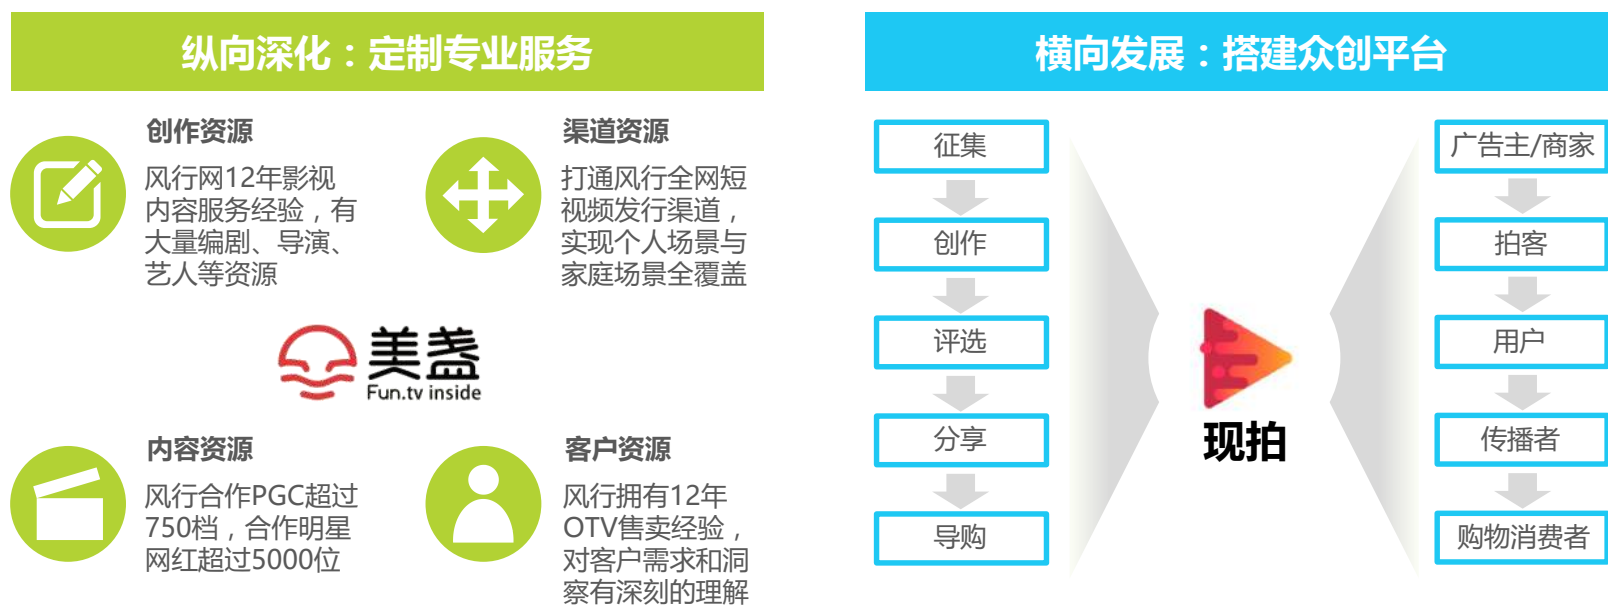 纵向深化：定制专业服务
创作资源
风行网12年影视
内容服务经验，有
大量编剧、导演、
艺人等资源
渠道资源
打通风行全网短
视频发行渠道，
实现个人场景与
家庭场景全覆盖
美盏
Fun.tv inside
内容资源
风行合作PGC超过
750档，合作明星
网红超过5000位
客户资源
风行拥有12年
OTV售卖经验，
对客户需求和洞
察有深刻的理解
横向发展：搭建众创平台
征集
创作
评选
分享
导购
现拍
广告主/商家
拍客
用户
传播者
购物消费者